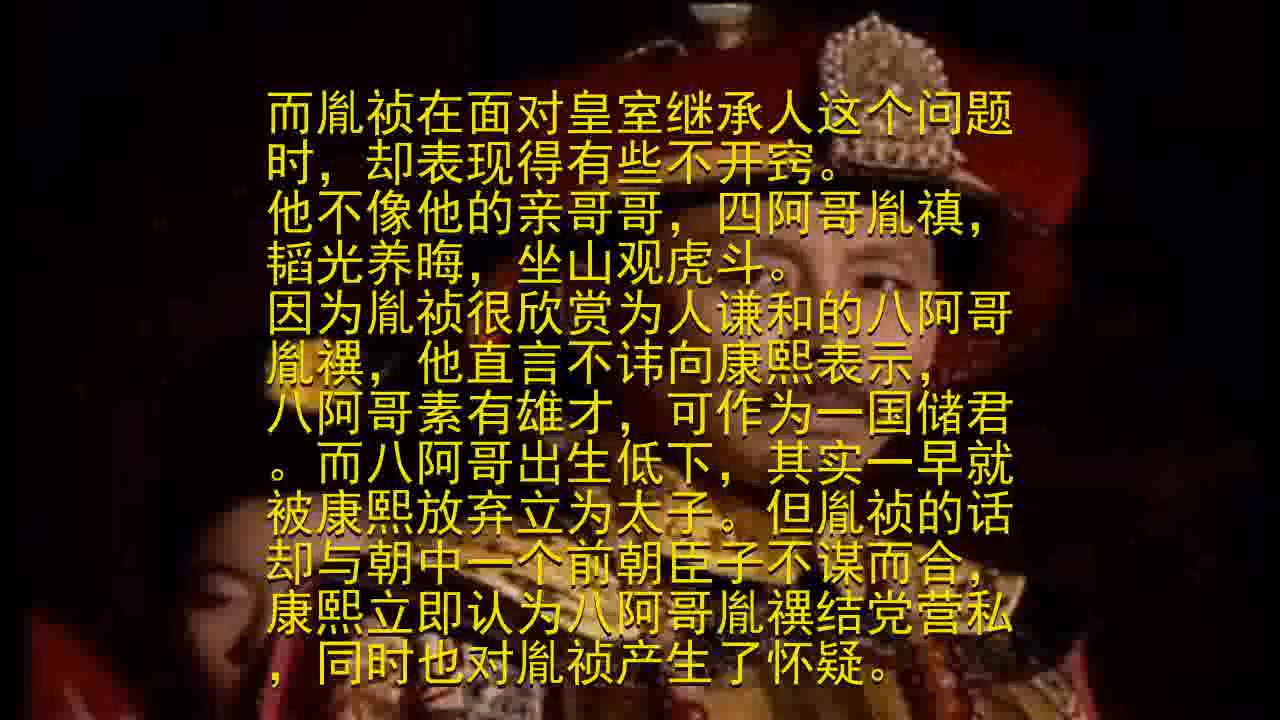 而胤祯在面对皇室继承人这个问题
时，却表现得有些不开窍。
他不像他的亲哥哥，四阿哥胤禛，
韬光养晦，坐山观虎斗。
因为胤祯很欣赏为人谦和的八阿哥
胤禩，他直言不讳向康熙表示，
八阿哥素有雄才，可作为一国储君
。而八阿哥出生低下，其实一早就
被康熙放弃立为太子。但胤祯的话
却与朝中一个前朝臣子不谋而合，
康熙立即认为八阿哥胤禩结党营私
，同时也对胤祯产生了怀疑。